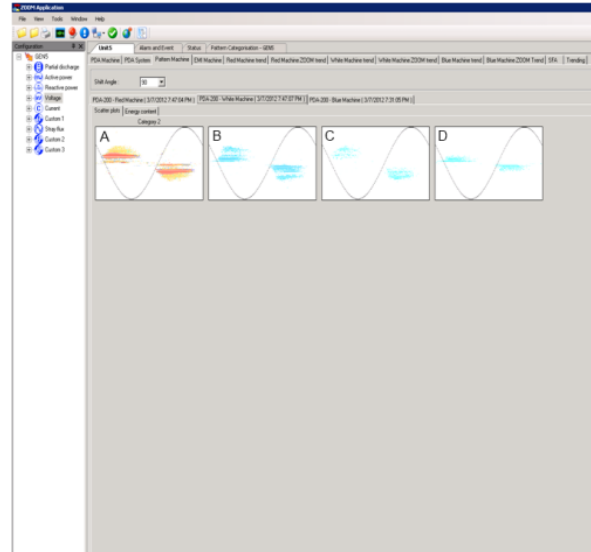 ZOOM Application
File View Tools Window Help
Configuration
Unit5 Alarm and Event Status Pattern Categorisation - GEN5
GEN5
PDA Machine PDA System Pattern Machine EMI Machine Red Machine trend Red Machine ZOOM trend White Machine trend White Machine ZOOM trend Blue Machine trend Blue Machine ZOOM Trend SFA Trending
Partial discharge
Active power
Reactive power
Voltage
Current
Custom 1
Stray flux
Custom 2
Custom 3
Shift Angle : 90
PDA-200 - Red Machine ( 3/7/2012 7:47:04 PM ) PDA-200 - White Machine ( 3/7/2012 7:47:07 PM ) PDA-200 - Blue Machine ( 3/7/2012 7:31:05 PM )
Scatter plots Energy content
Category 2
A B C D